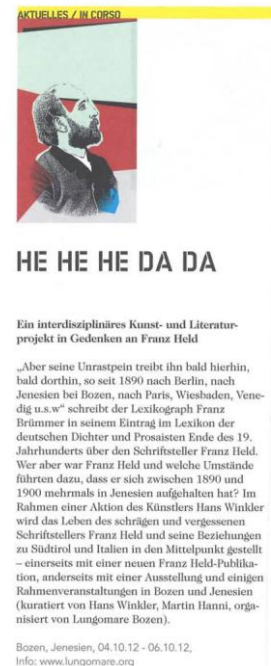 AKTUELLES / IN CORSO
HE HE HE DA DA
Ein interdisziplinäres Kunst- und Literatur-
projekt in Gedenken an Franz Held
„Aber seine Unrastpein treibt ihn bald hierhin,
bald dorthin, so seit 1890 nach Berlin, nach
Jenesien bei Bozen, nach Paris, Wiesbaden, Vene-
dig u.s.w“ schreibt der Lexikograph Franz
Brümmer in seinem Eintrag im Lexikon der
deutschen Dichter und Prosaisten Ende des 19.
Jahrhunderts über den Schriftsteller Franz Held.
Wer aber war Franz Held und welche Umstände
führten dazu, dass er sich zwischen 1890 und
1900 mehrmals in Jenesien aufgehalten hat? Im
Rahmen einer Aktion des Künstlers Hans Winkler
wird das Leben des schrägen und vergessenen
Schriftstellers Franz Held und seine Beziehungen
zu Südtirol und Italien in den Mittelpunkt gestellt
– einerseits mit einer neuen Franz Held-Publika-
tion, anderseits mit einer Ausstellung und einigen
Rahmenveranstaltungen in Bozen und Jenesien
(kuratiert von Hans Winkler, Martin Hanni, orga-
nisiert von Lungomare Bozen).
Bozen, Jenesien, 04.10.12 - 06.10.12,
Info: www.lungomare.org